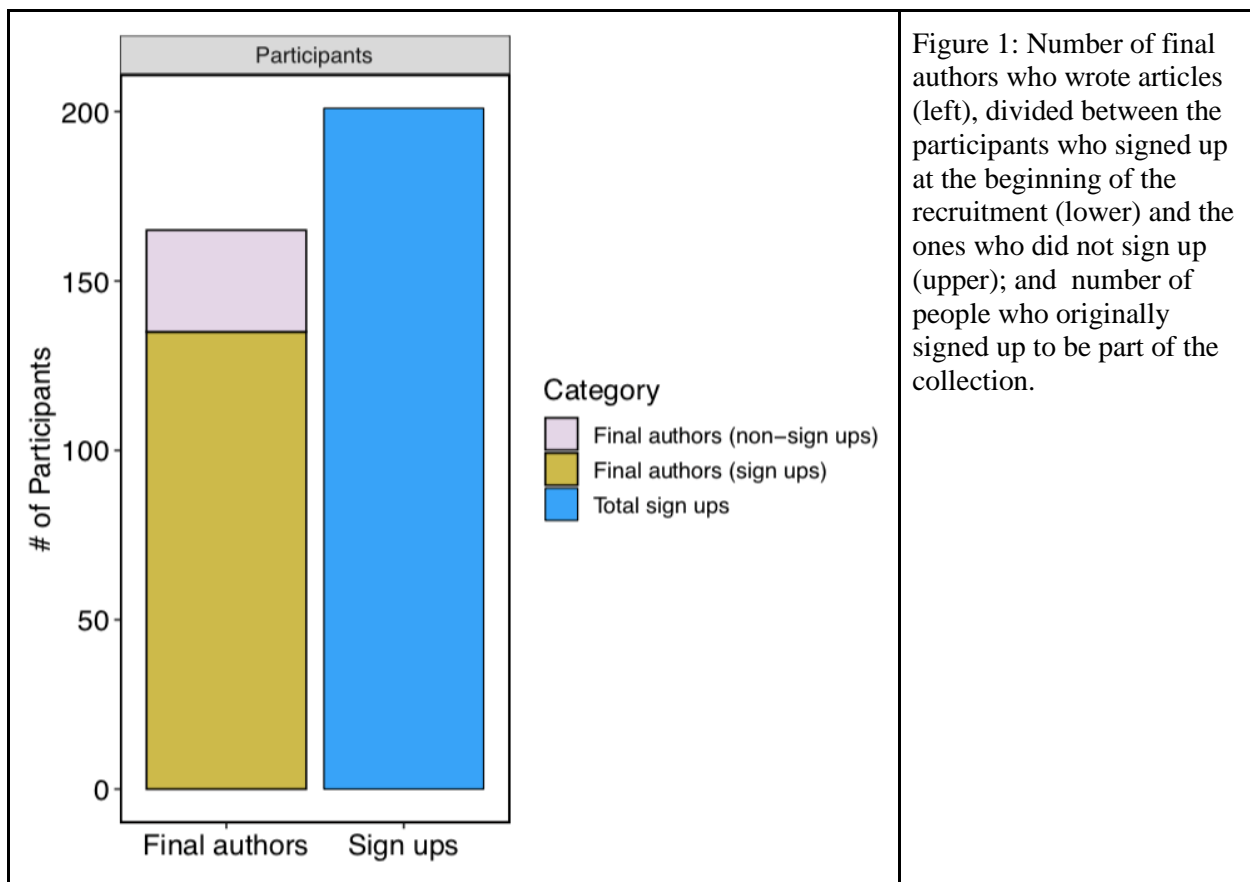 Participants
200
150
100
50
0
# of Participants
Final authors
Sign ups
Category
Final authors (non−sign ups)
Final authors (sign ups)
Total sign ups
Figure 1: Number of final
authors who wrote articles
(left), divided between the
participants who signed up
at the beginning of the
recruitment (lower) and the
ones who did not sign up
(upper); and  number of
people who originally
signed up to be part of the
collection.